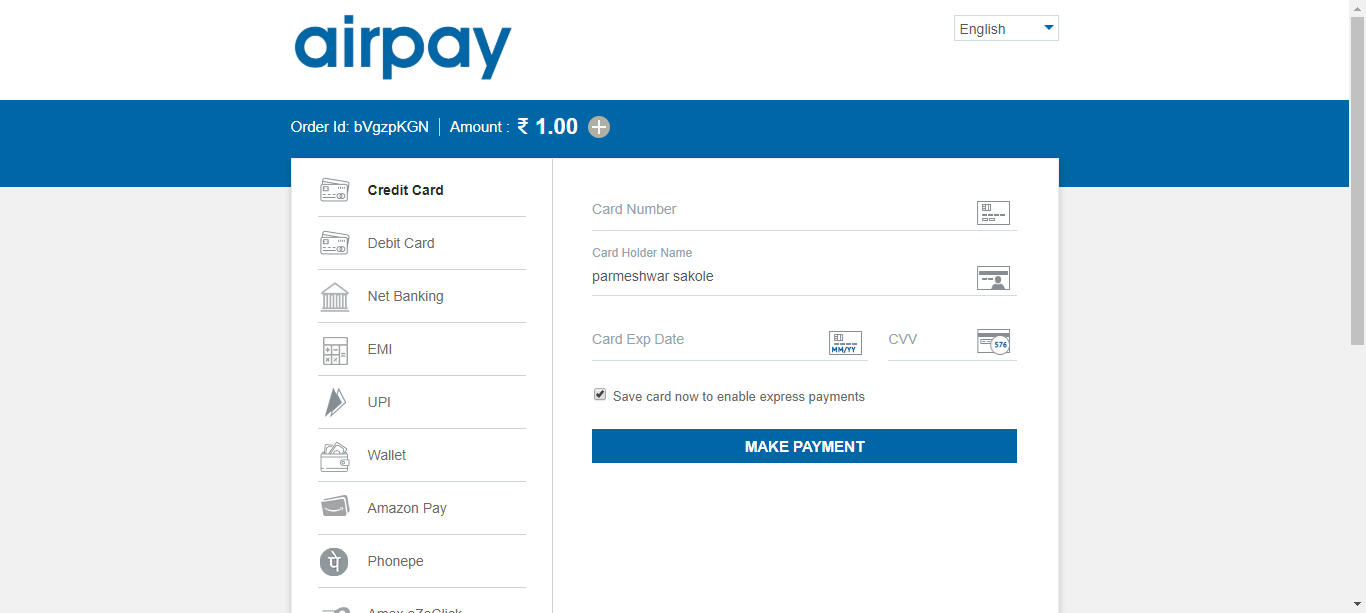 airpay
English
Order Id: bVgzpKGN Amount : ₹ 1.00
Credit Card
Debit Card
Net Banking
EMI
UPI
Wallet
Amazon Pay
Phonepe
Amex eZeClick
Card Number
Card Holder Name
parmeshwar sakole
Card Exp Date
MM/YY
CVV
576
Save card now to enable express payments
MAKE PAYMENT